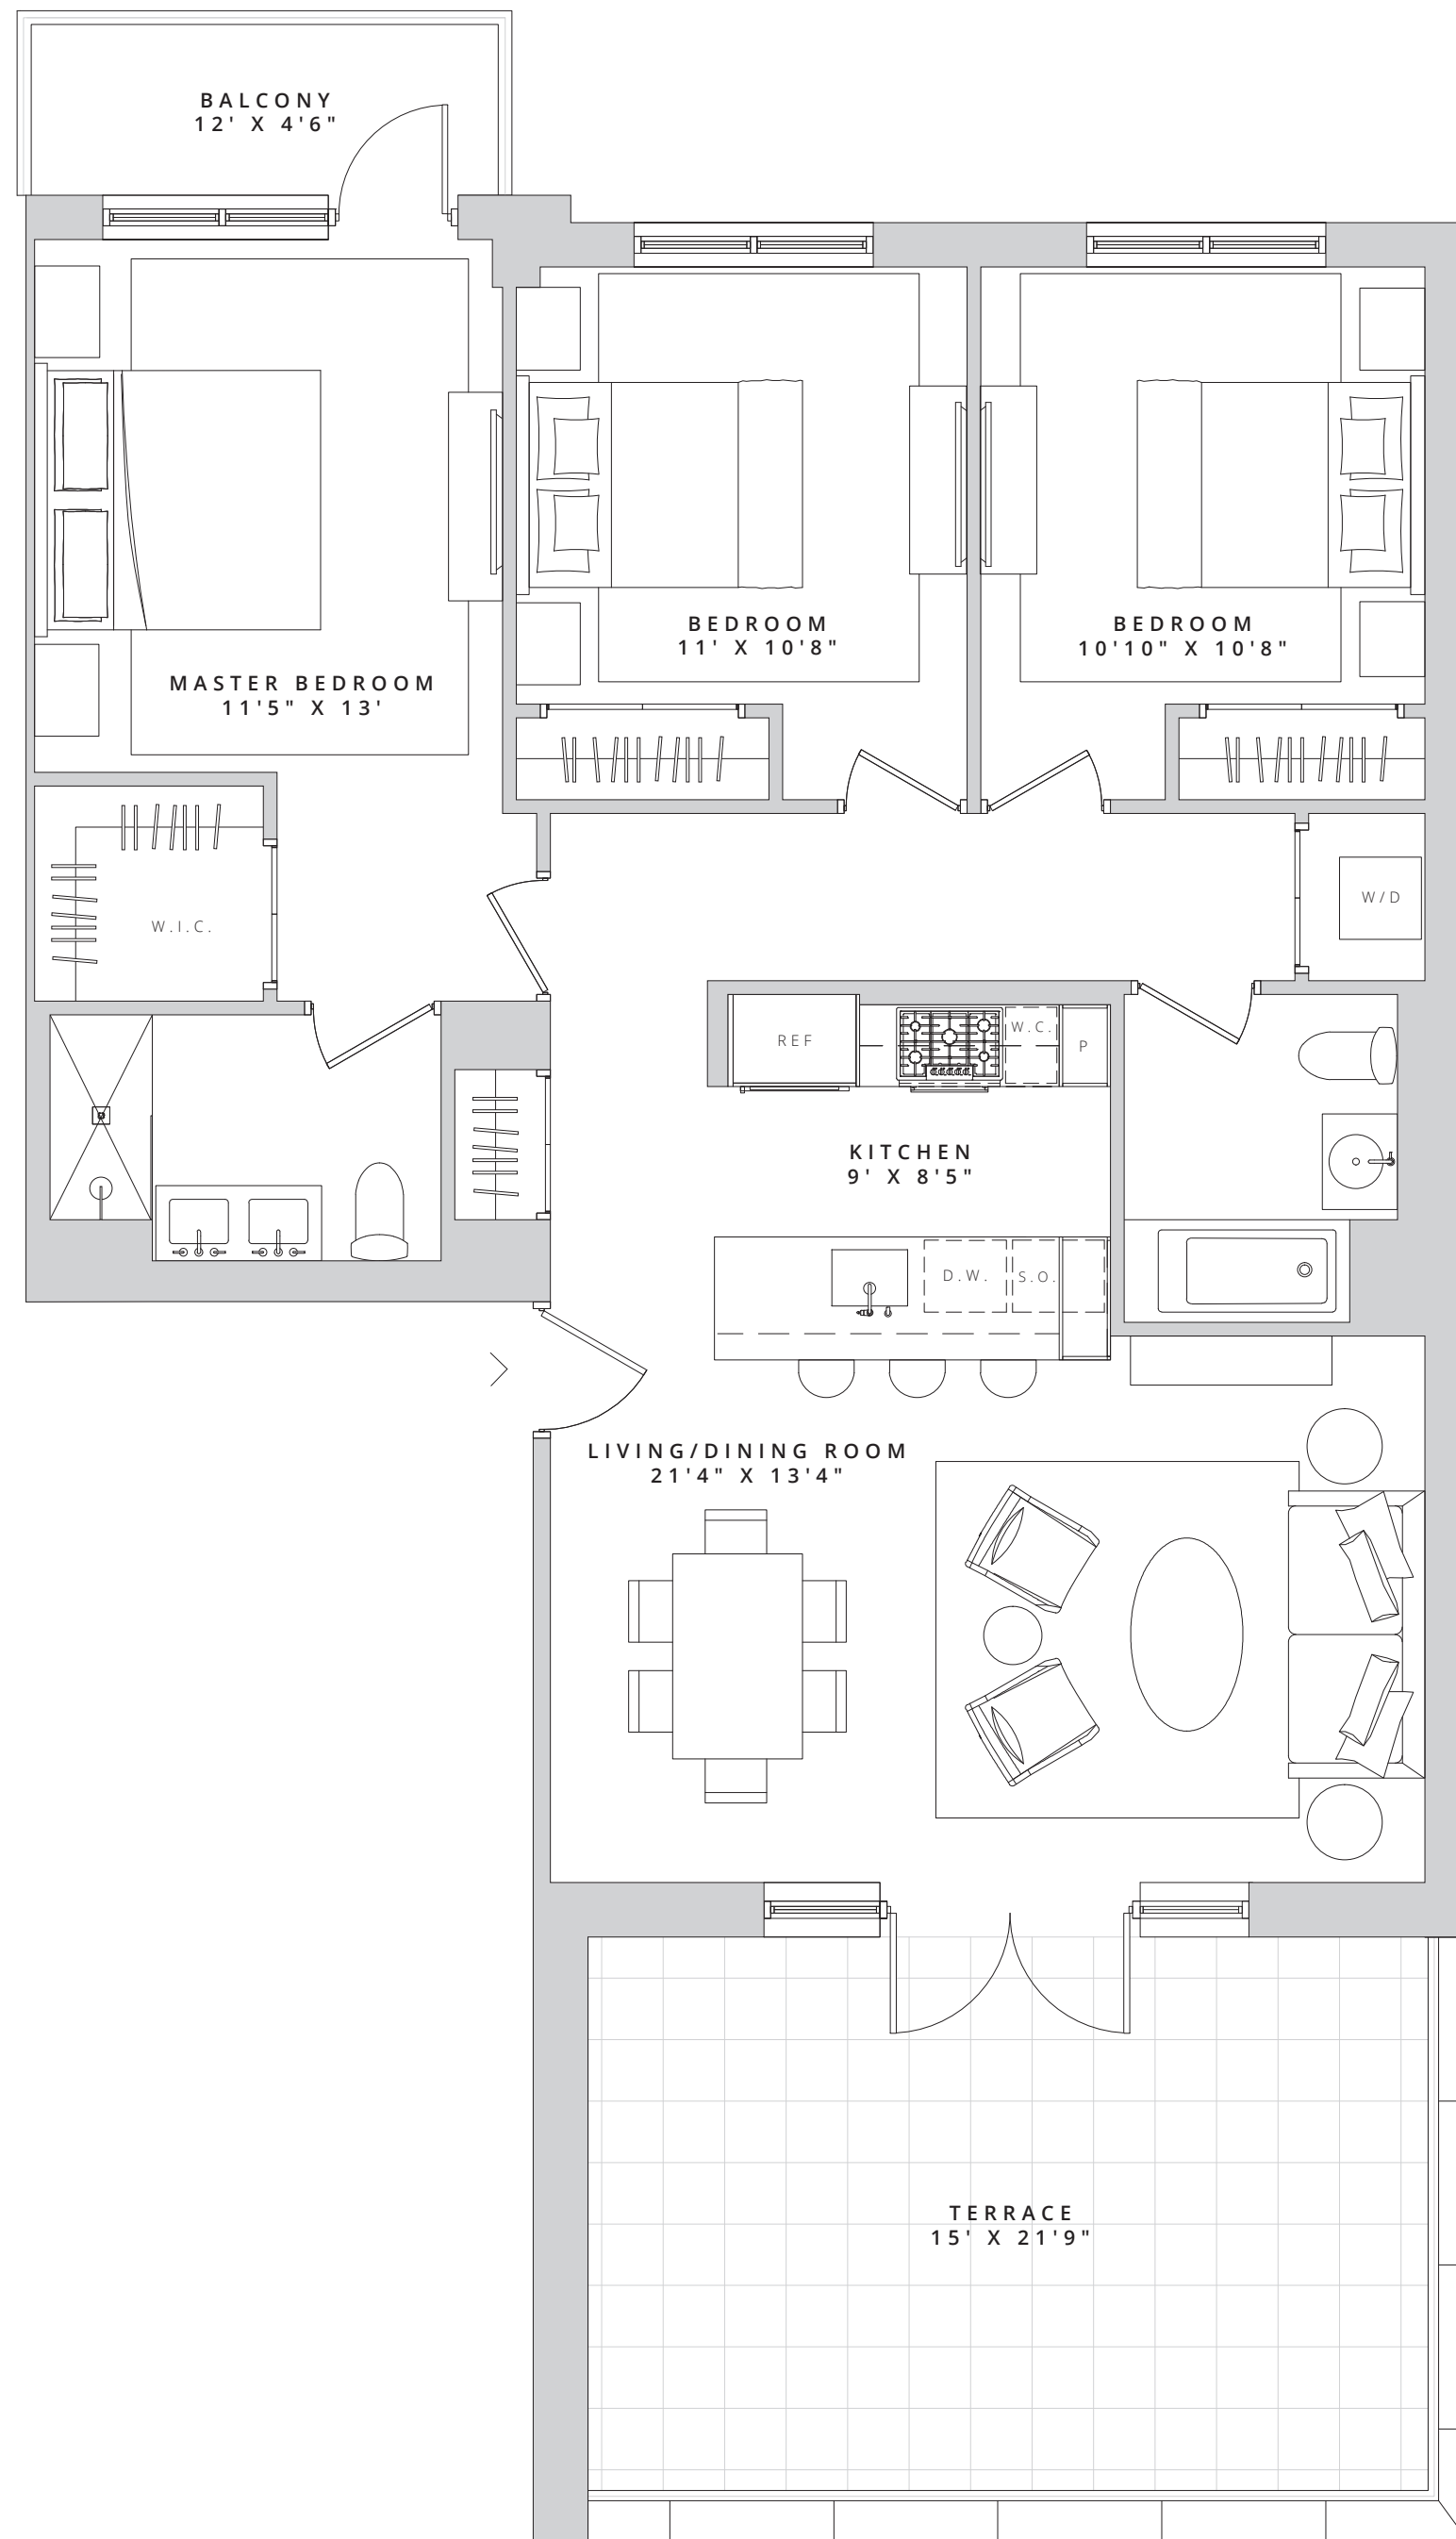 BALCONY
12' X 4'6"
BEDROOM
11' X 10'8"
BEDROOM
10'10" X 10'8"
MASTER BEDROOM
11'5" X 13'
W/D
W.I.C.
REF
W.C.
P
KITCHEN
9' X 8'5"
D.W.
S.O.
LIVING/DINING ROOM
21'4" X 13'4"
TERRACE
15' X 21'9"